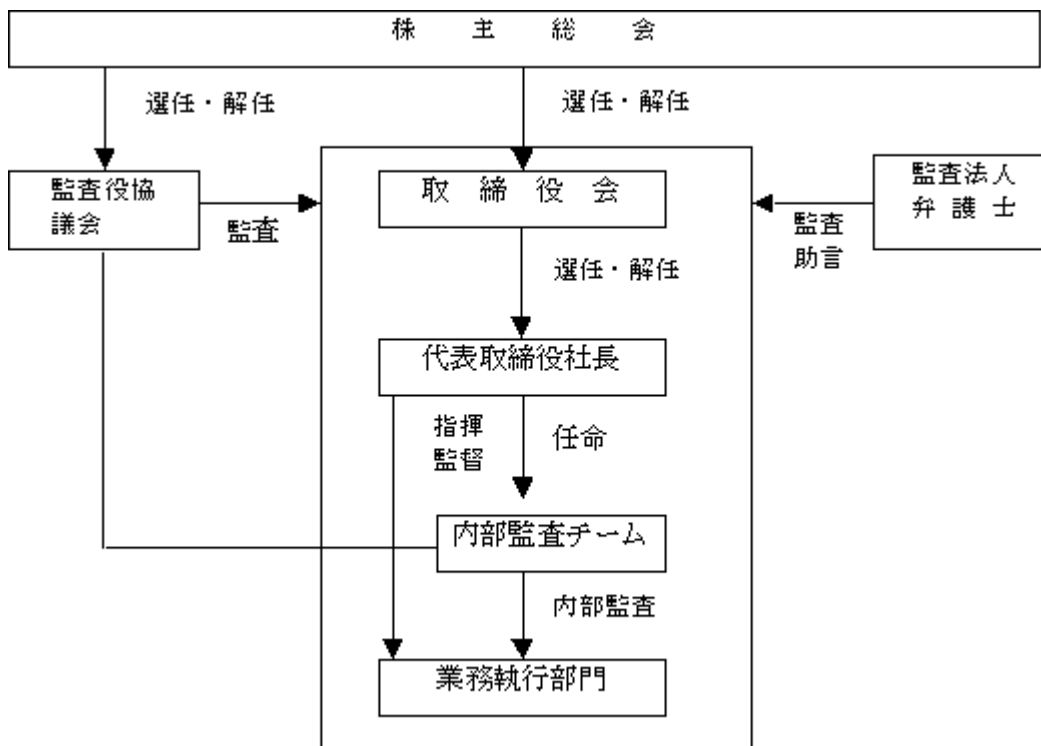 株主総会
選任・解任
選任・解任
監査役協
議会
監査
取締役会
監査法人
弁護士
監査
助言
選任・解任
代表取締役社長
指揮
監督
任命
内部監査チーム
内部監査
業務執行部門